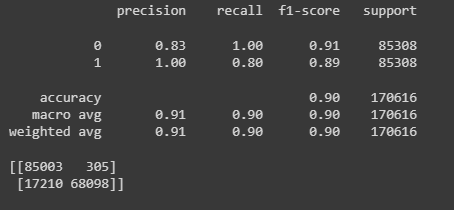 precision recall f1-score support
0 0.83 1.00 0.91 85308
1 1.00 0.80 0.89 85308
accuracy 0.90 170616
macro avg 0.91 0.90 0.90 170616
weighted avg 0.91 0.90 0.90 170616
[[85003 305]
[17210 68098]]